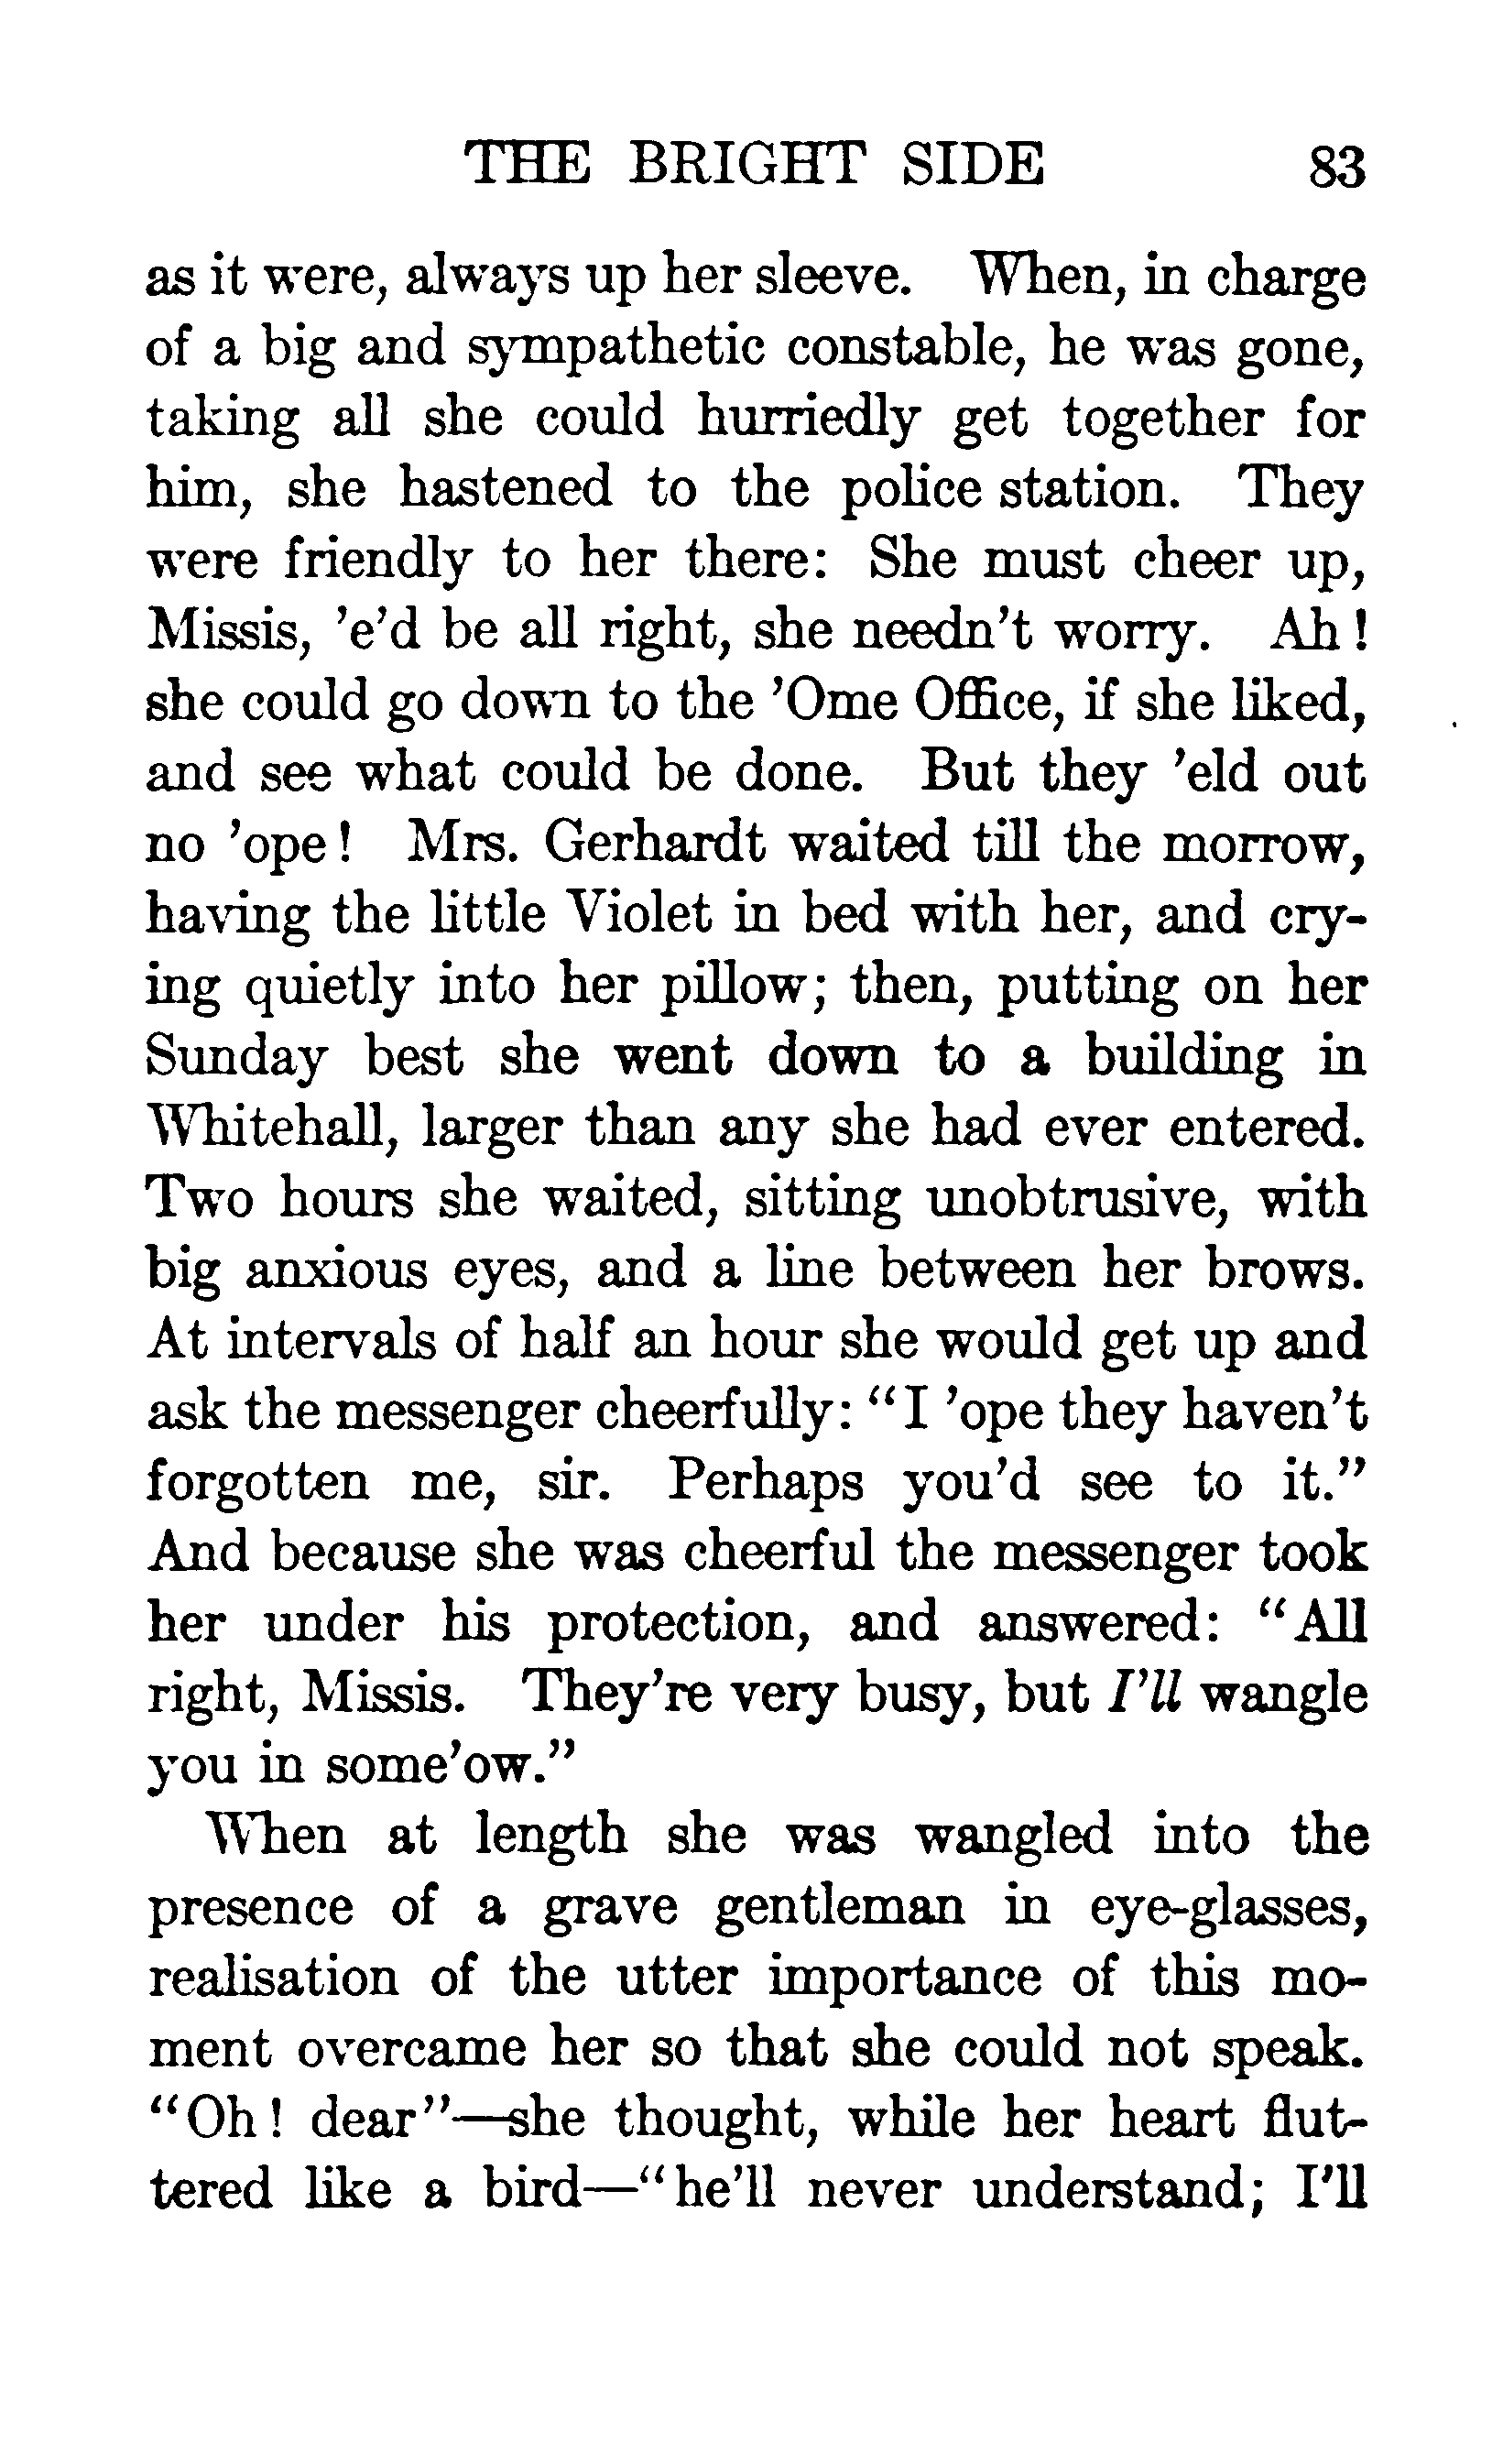 THE BRIGHT SIDE 83
as it were, always up her sleeve. When, in charge
of a big and sympathetic constable, he was gone,
taking all she could hurriedly get together for
him, she hastened to the police station. They
were friendly to her there: She must cheer up,
Missis, 'e'd be all right, she needn't worry. Ah!
she could go down to the 'Ome Office, if she liked,
and see what could be done. But they 'eld out
no 'ope! Mrs. Gerhardt waited till the morrow,
having the little Violet in bed with her, and cry-
ing quietly into her pillow; then, putting on her
Sunday best she went down to a building in
Whitehall, larger than any she had ever entered.
Two hours she waited, sitting unobtrusive, with
big anxious eyes, and a line between her brows.
At intervals of half an hour she would get up and
ask the messenger cheerfully: "I 'ope they haven't
forgotten me, sir. Perhaps you'd see to it."
And because she was cheerful the messenger took
her under his protection, and answered: "All
right, Missis. They're very busy, but I'll wangle
you in some'ow."
When at length she was wangled into the
presence of a grave gentleman in eye-glasses,
realisation of the utter importance of this mo-
ment overcame her so that she could not speak.
"Oh! dear"—she thought, while her heart flut-
tered like a bird—"he'll never understand; I'll